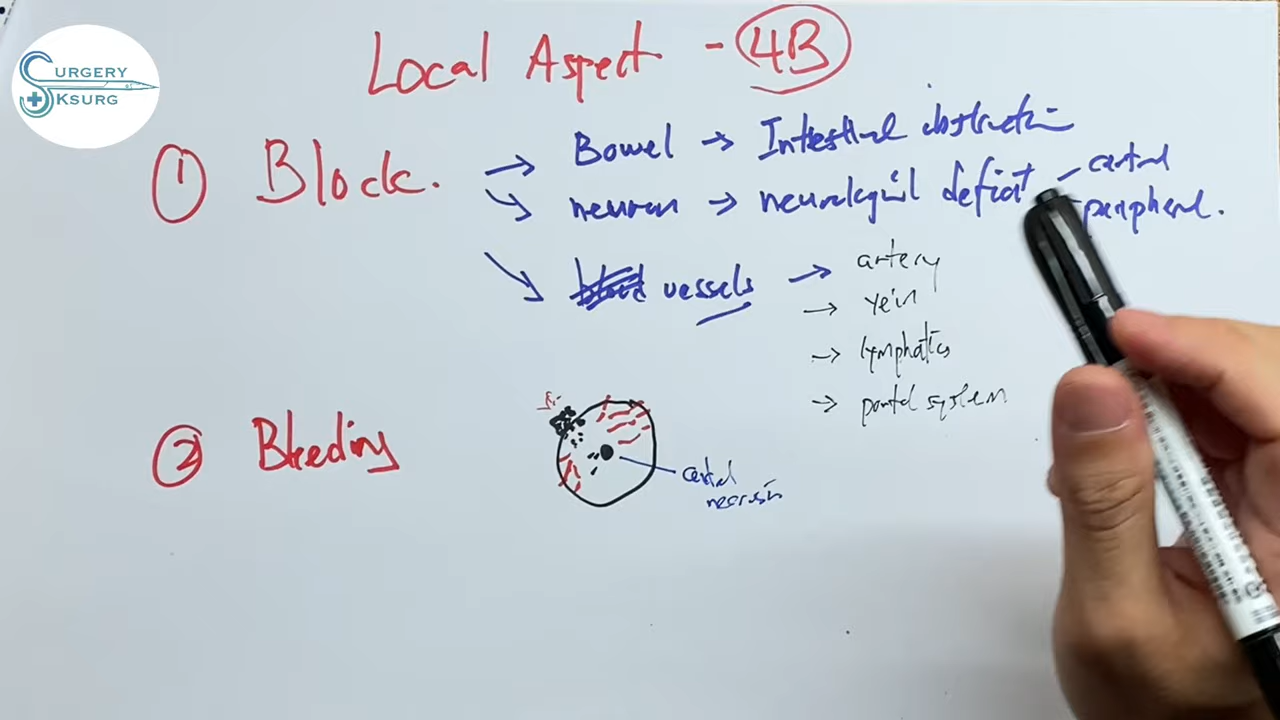 SURGERY
BY KSURG
Local Aspect - 4B
① Block. → Bowel → Intestinal obstruction
→ neuron → neurological deficit - central
peripheral.
→ vessels → artery
→ vein
→ lymphatics
→ portal system
② Bleeding
central
necrosis